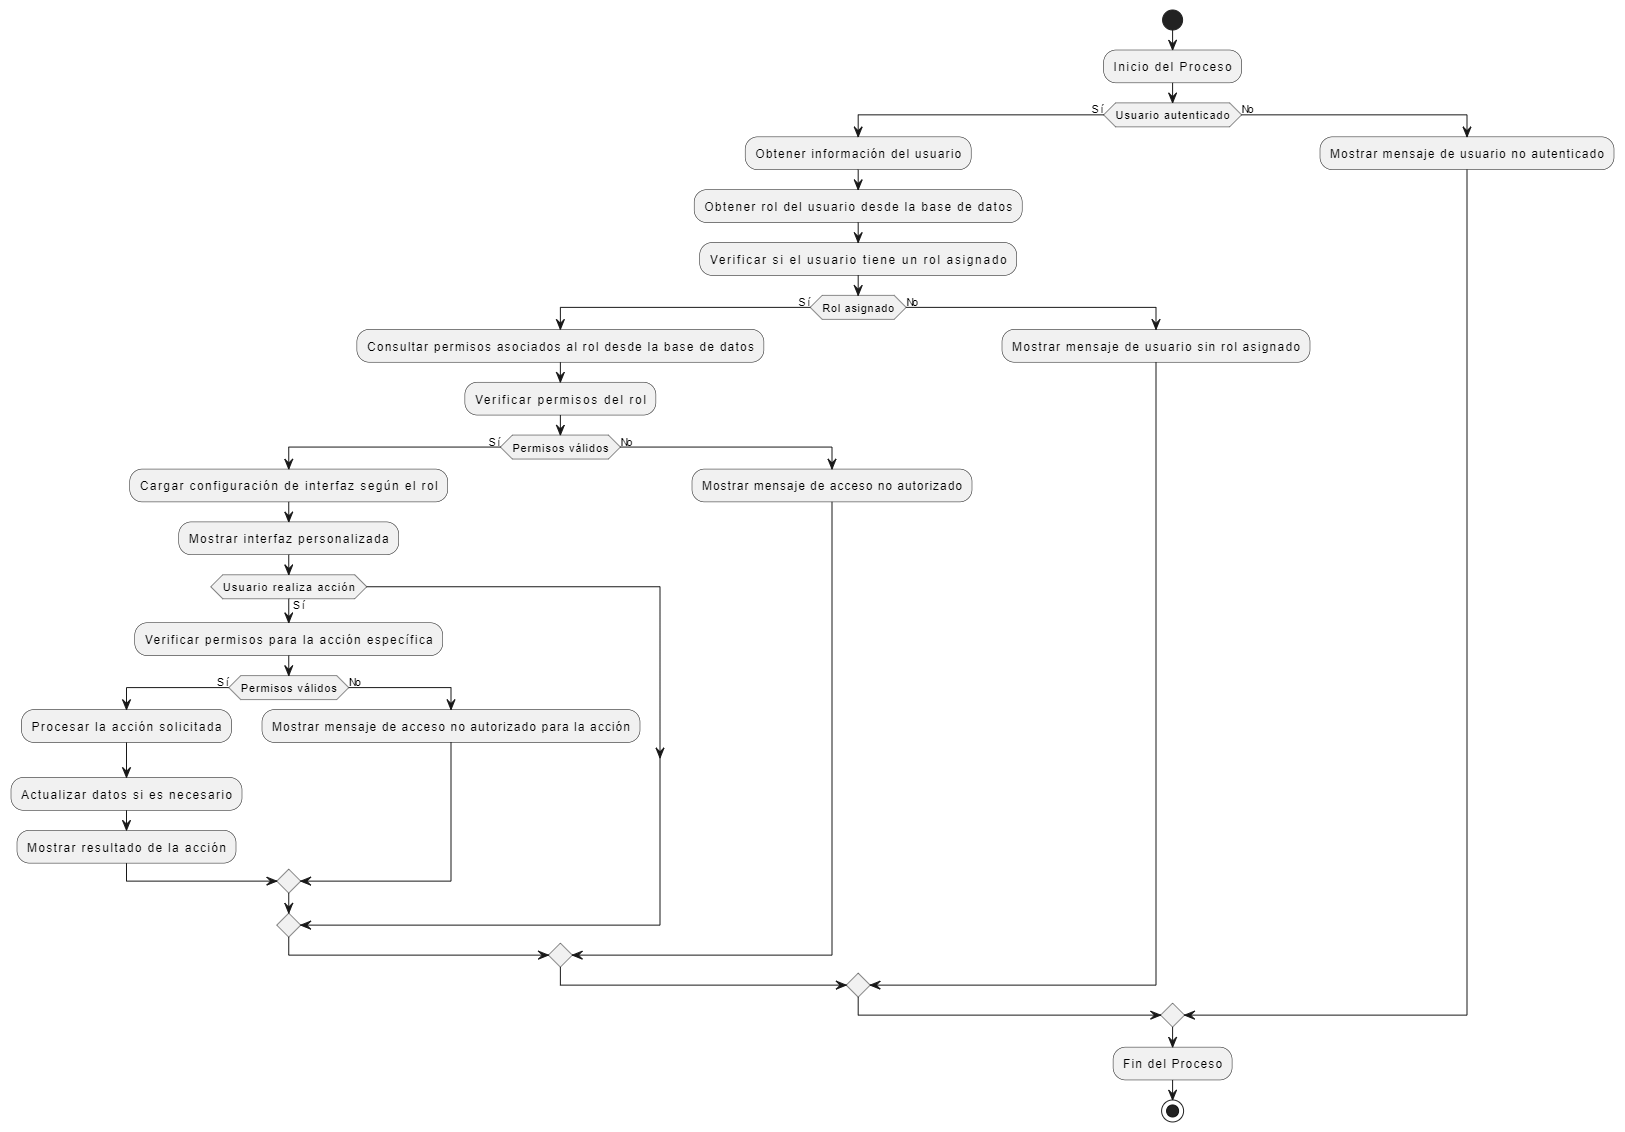 Inicio del Proceso
Sí
Usuario autenticado
No
Obtener información del usuario
Mostrar mensaje de usuario no autenticado
Obtener rol del usuario desde la base de datos
Verificar si el usuario tiene un rol asignado
Sí
Rol asignado
No
Consultar permisos asociados al rol desde la base de datos
Mostrar mensaje de usuario sin rol asignado
Verificar permisos del rol
Sí
Permisos válidos
No
Cargar configuración de interfaz según el rol
Mostrar mensaje de acceso no autorizado
Mostrar interfaz personalizada
Usuario realiza acción
Sí
Verificar permisos para la acción específica
Sí
Permisos válidos
No
Procesar la acción solicitada
Mostrar mensaje de acceso no autorizado para la acción
Actualizar datos si es necesario
Mostrar resultado de la acción
Fin del Proceso